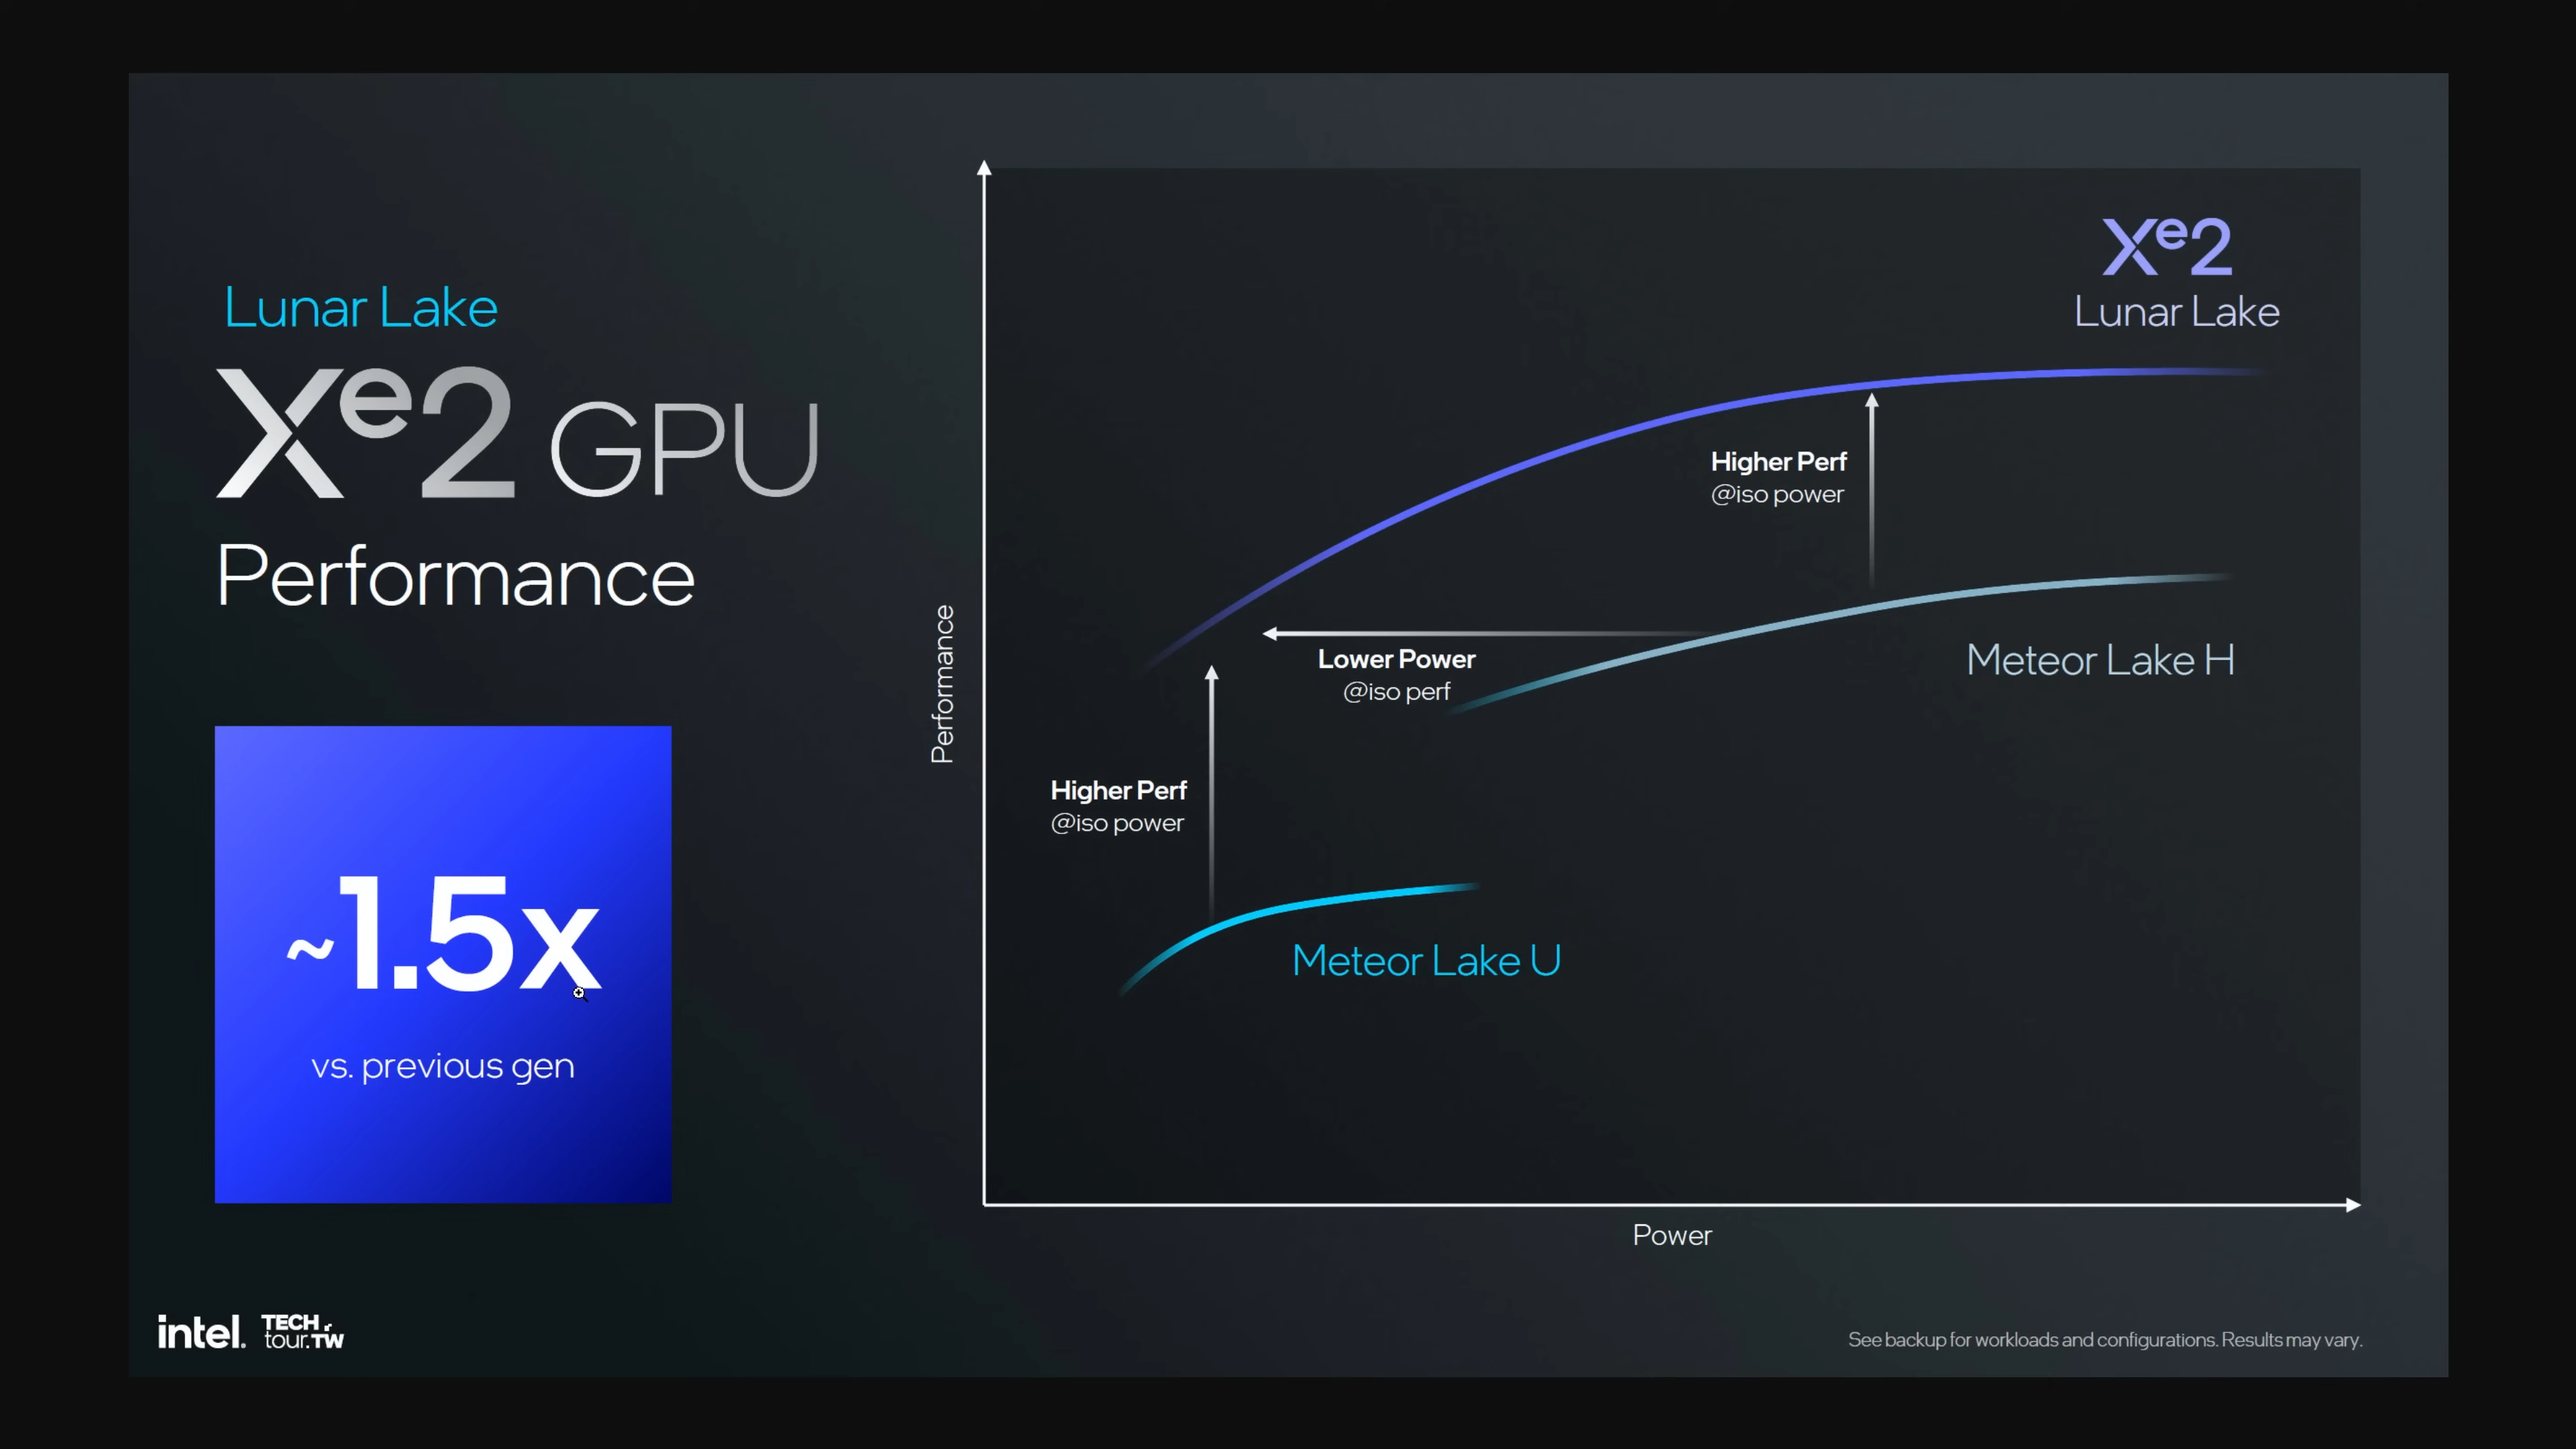 Lunar Lake
Xe2 GPU
Performance
~1.5x
vs. previous gen
Performance
Xe2
Lunar Lake
Higher Perf
@iso power
Lower Power
@iso perf
Meteor Lake H
Higher Perf
@iso power
Meteor Lake U
Power
intel. TECH tour.TW
See backup for workloads and configurations. Results may vary.